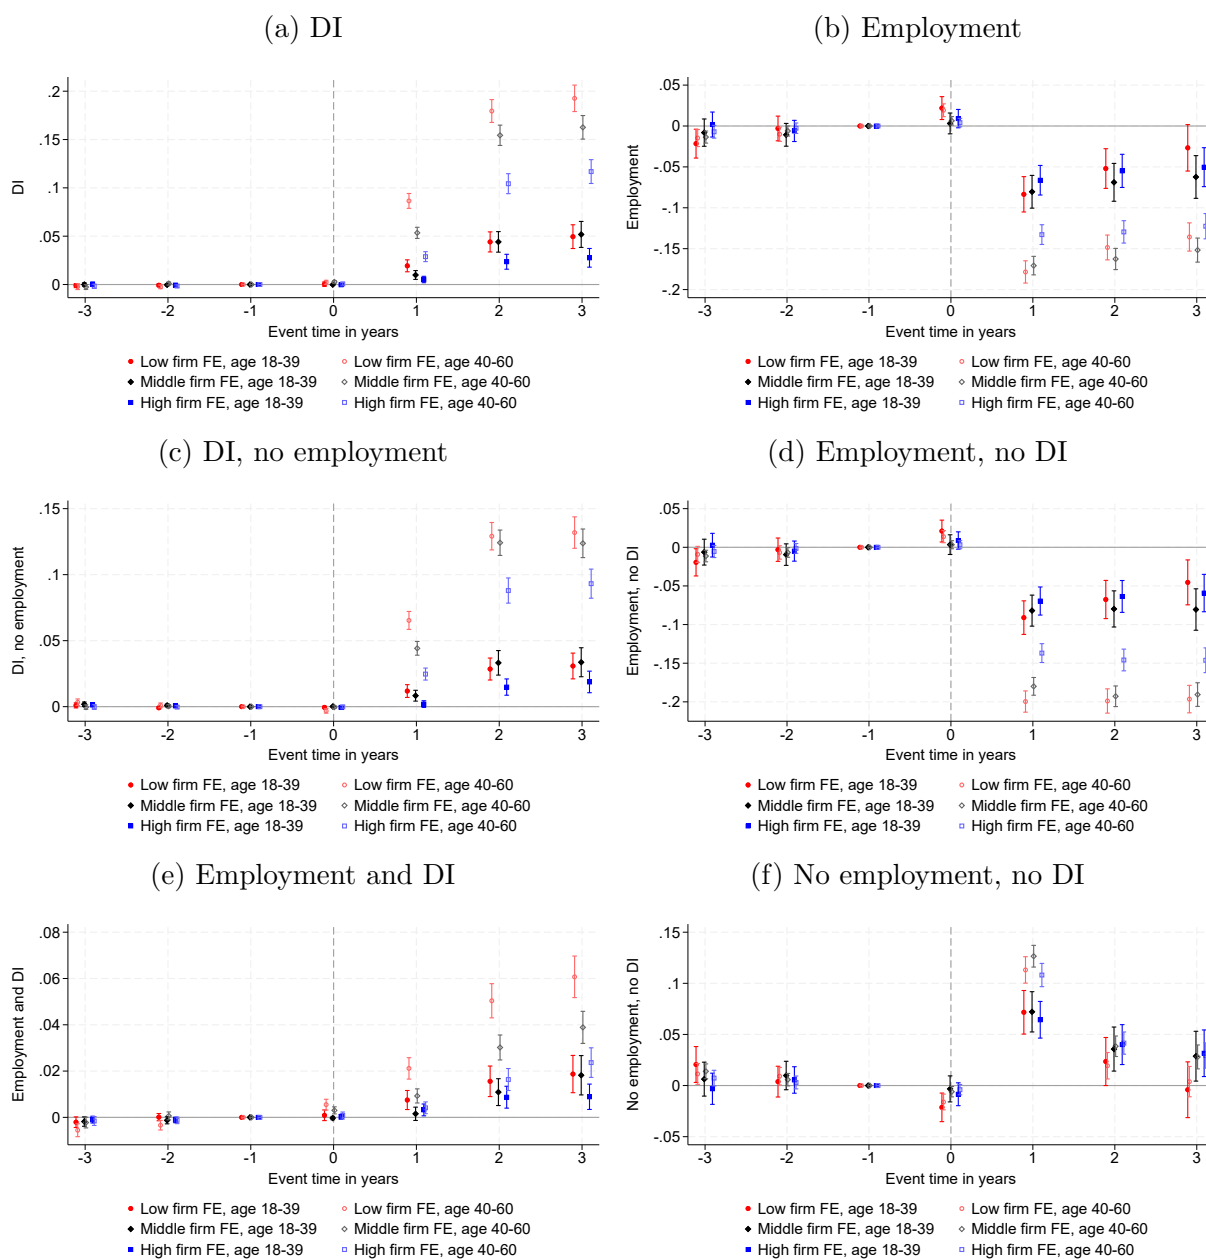 (a) DI
DI
.2
.15
.1
.05
0
-3 -2 -1 0 1 2 3
Event time in years
Low firm FE, age 18-39 Low firm FE, age 40-60
Middle firm FE, age 18-39 Middle firm FE, age 40-60
High firm FE, age 18-39 High firm FE, age 40-60
(b) Employment
Employment
.05
0
-.05
-.1
-.15
-.2
-3 -2 -1 0 1 2 3
Event time in years
Low firm FE, age 18-39 Low firm FE, age 40-60
Middle firm FE, age 18-39 Middle firm FE, age 40-60
High firm FE, age 18-39 High firm FE, age 40-60
(c) DI, no employment
DI, no employment
.15
.1
.05
0
-3 -2 -1 0 1 2 3
Event time in years
Low firm FE, age 18-39 Low firm FE, age 40-60
Middle firm FE, age 18-39 Middle firm FE, age 40-60
High firm FE, age 18-39 High firm FE, age 40-60
(d) Employment, no DI
Employment, no DI
.05
0
-.05
-.1
-.15
-.2
-3 -2 -1 0 1 2 3
Event time in years
Low firm FE, age 18-39 Low firm FE, age 40-60
Middle firm FE, age 18-39 Middle firm FE, age 40-60
High firm FE, age 18-39 High firm FE, age 40-60
(e) Employment and DI
Employment and DI
.08
.06
.04
.02
0
-3 -2 -1 0 1 2 3
Event time in years
Low firm FE, age 18-39 Low firm FE, age 40-60
Middle firm FE, age 18-39 Middle firm FE, age 40-60
High firm FE, age 18-39 High firm FE, age 40-60
(f) No employment, no DI
No employment, no DI
.15
.1
.05
0
-.05
-3 -2 -1 0 1 2 3
Event time in years
Low firm FE, age 18-39 Low firm FE, age 40-60
Middle firm FE, age 18-39 Middle firm FE, age 40-60
High firm FE, age 18-39 High firm FE, age 40-60